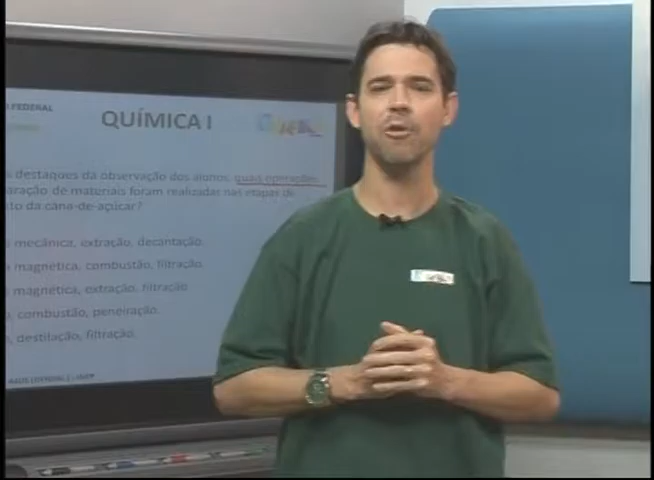 FEDERAL
QUÍMICA I
s destaques da observação dos alunos, quais operações
aração de materiais foram realizadas nas etapas de
to da cana-de-açúcar?
o mecânica, extração, decantação.
magnética, combustão, filtração.
magnética, extração, filtração.
, combustão, peneiração.
, destilação, filtração.